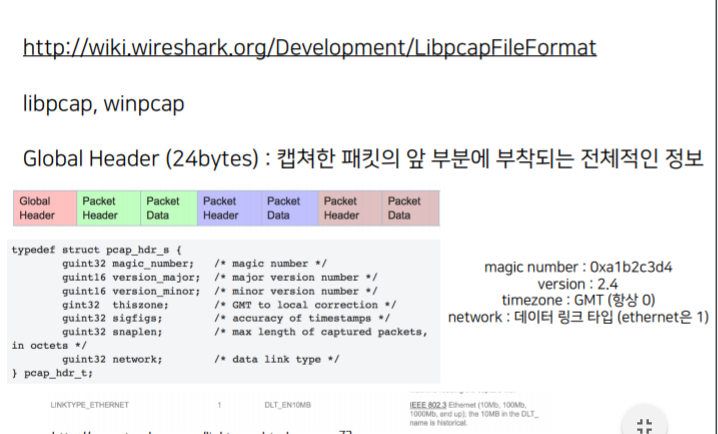 http://wiki.wireshark.org/Development/LibpcapFileFormat
libpcap, winpcap
Global Header (24bytes) : 캡쳐한 패킷의 앞 부분에 부착되는 전체적인 정보
Global Header Packet Header Packet Data Packet Header Packet Data Packet Header Packet Data
typedef struct pcap_hdr_s {
guint32 magic_number; /* magic number */
guint16 version_major; /* major version number */
guint16 version_minor; /* minor version number */
gint32 thiszone; /* GMT to local correction */
guint32 sigfigs; /* accuracy of timestamps */
guint32 snaplen; /* max length of captured packets,
in octets */
guint32 network; /* data link type */
} pcap_hdr_t;
magic number : 0xa1b2c3d4
version : 2.4
timezone : GMT (항상 0)
network : 데이터 링크 타입 (ethernet은 1)
LINKTYPE_ETHERNET 1 DLT_EN10MB
IEEE 802.3 Ethernet (10Mb, 100Mb,
1000Mb, and up); the 10MB in the DLT_
name is historical.